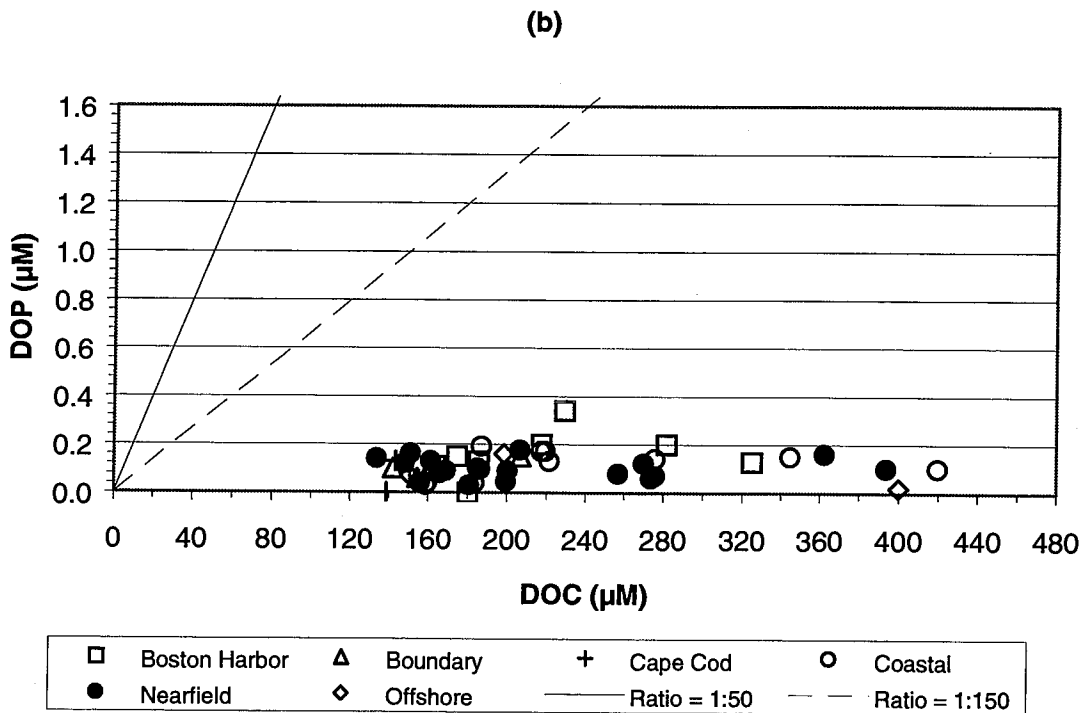 (b)
1.6
1.4
1.2
1.0
0.8
0.6
0.4
0.2
0.0
DOP (µM)
0 40 80 120 160 200 240 280 320 360 400 440 480
DOC (µM)
Boston Harbor Boundary Cape Cod Coastal
Nearfield Offshore Ratio = 1:50 Ratio = 1:150